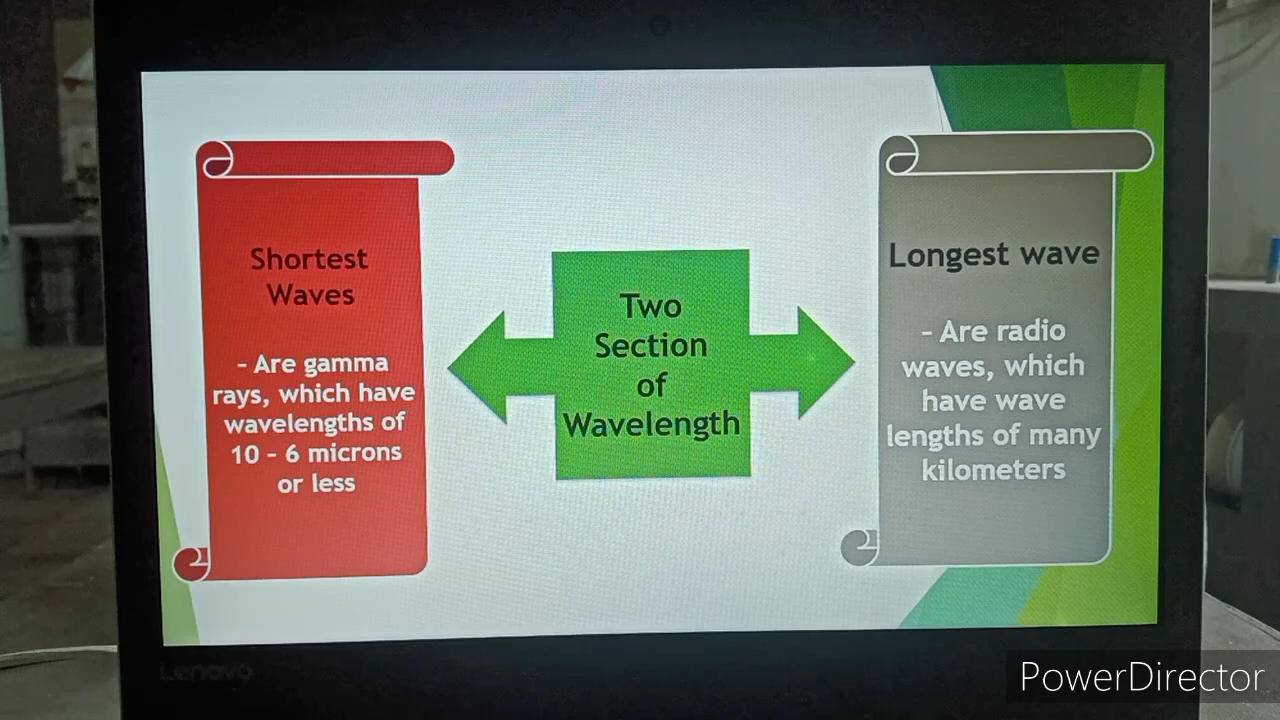 Shortest
Waves
- Are gamma
rays, which have
wavelengths of
10 - 6 microns
or less
Two
Section
of
Wavelength
Longest wave
- Are radio
waves, which
have wave
lengths of many
kilometers
Lenovo
PowerDirector